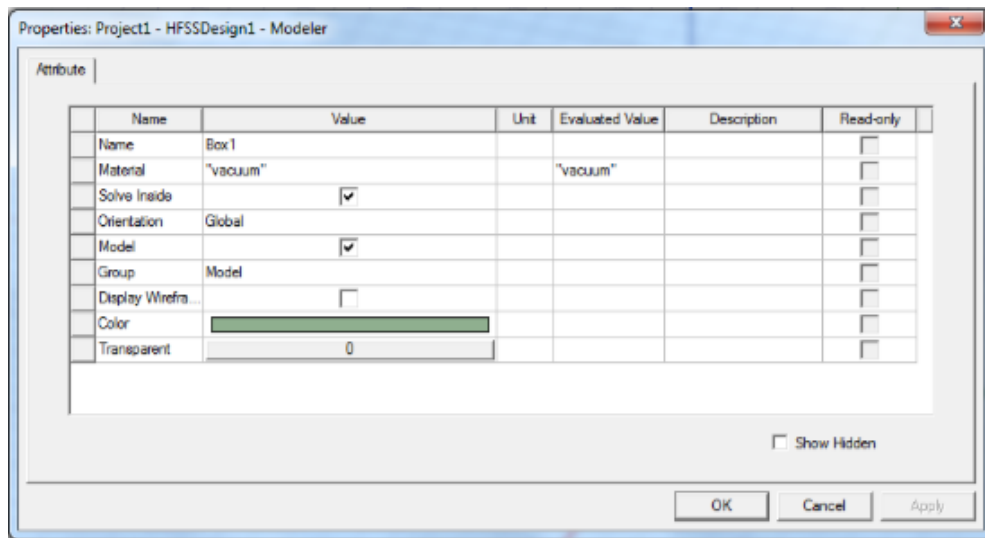 Properties: Project1 - HFSSDesign1 - Modeler
Attribute
Name Value Unit Evaluated Value Description Read-only
Name Box1
Material "vacuum" "vacuum"
Solve Inside
Orientation Global
Model
Group Model
Display Wirefra...
Color
Transparent 0
Show Hidden
OK Cancel Apply